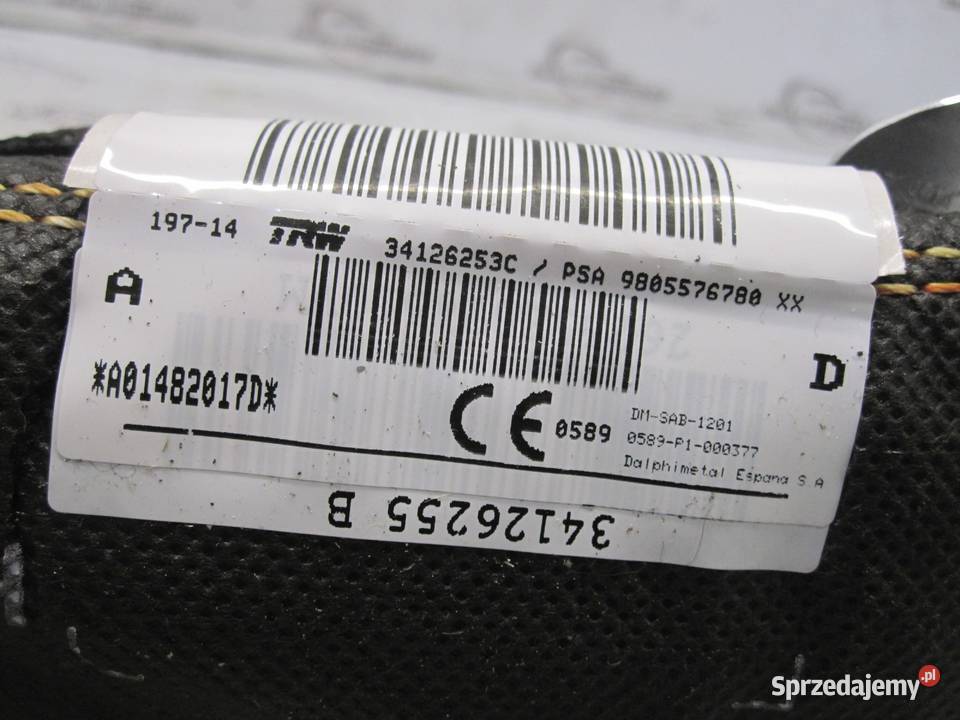 197-14 TRW 34126253C / PSA 9805576780 XX
A
D
*A01482017D*
CE 0589
DM-SAB-1201
0589-P1-000377
Dalphimetal Espana S.A
34126255 B
Sprzedajemy.pl